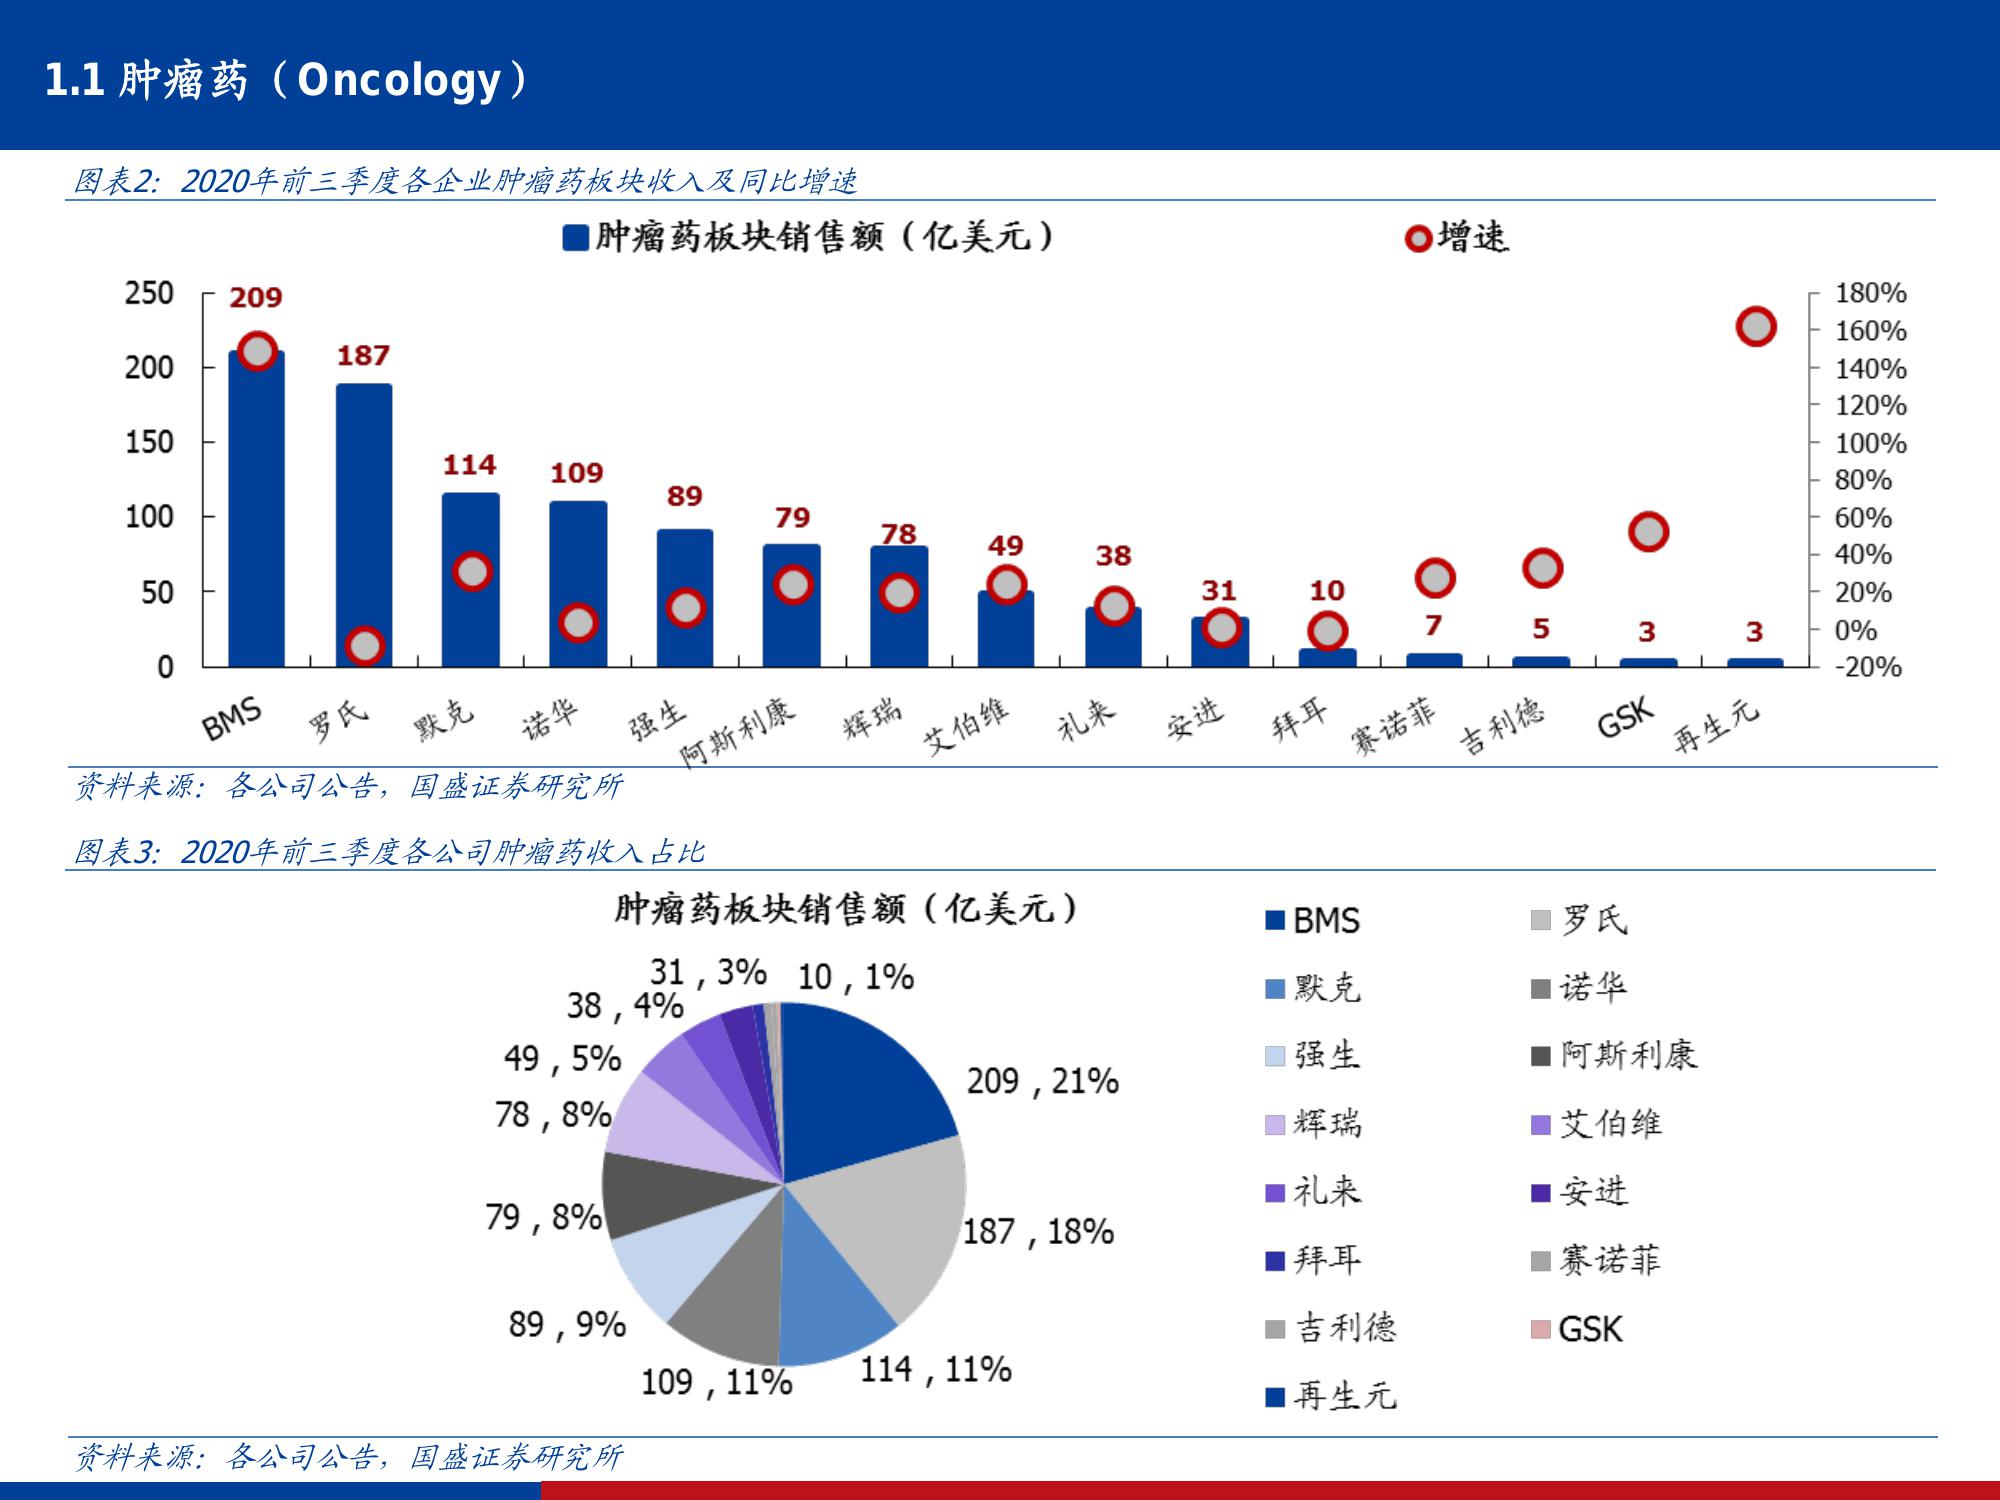 1.1 肿瘤药（Oncology）
图表2：2020年前三季度各企业肿瘤药板块收入及同比增速
肿瘤药板块销售额（亿美元） 增速
250 200 150 100 50 0
209 187 114 109 89 79 78 49 38 31 10 7 5 3 3
180% 160% 140% 120% 100% 80% 60% 40% 20% 0% -20%
BMS 罗氏 默克 诺华 强生 阿斯利康 辉瑞 艾伯维 礼来 安进 拜耳 赛诺菲 吉利德 GSK 再生元
资料来源：各公司公告，国盛证券研究所
图表3：2020年前三季度各公司肿瘤药收入占比
肿瘤药板块销售额（亿美元）
31 , 3% 10 , 1%
38 , 4%
49 , 5%
209 , 21%
78 , 8%
79 , 8%
187 , 18%
89 , 9%
109 , 11%
114 , 11%
BMS 罗氏
默克 诺华
强生 阿斯利康
辉瑞 艾伯维
礼来 安进
拜耳 赛诺菲
吉利德 GSK
再生元
资料来源：各公司公告，国盛证券研究所